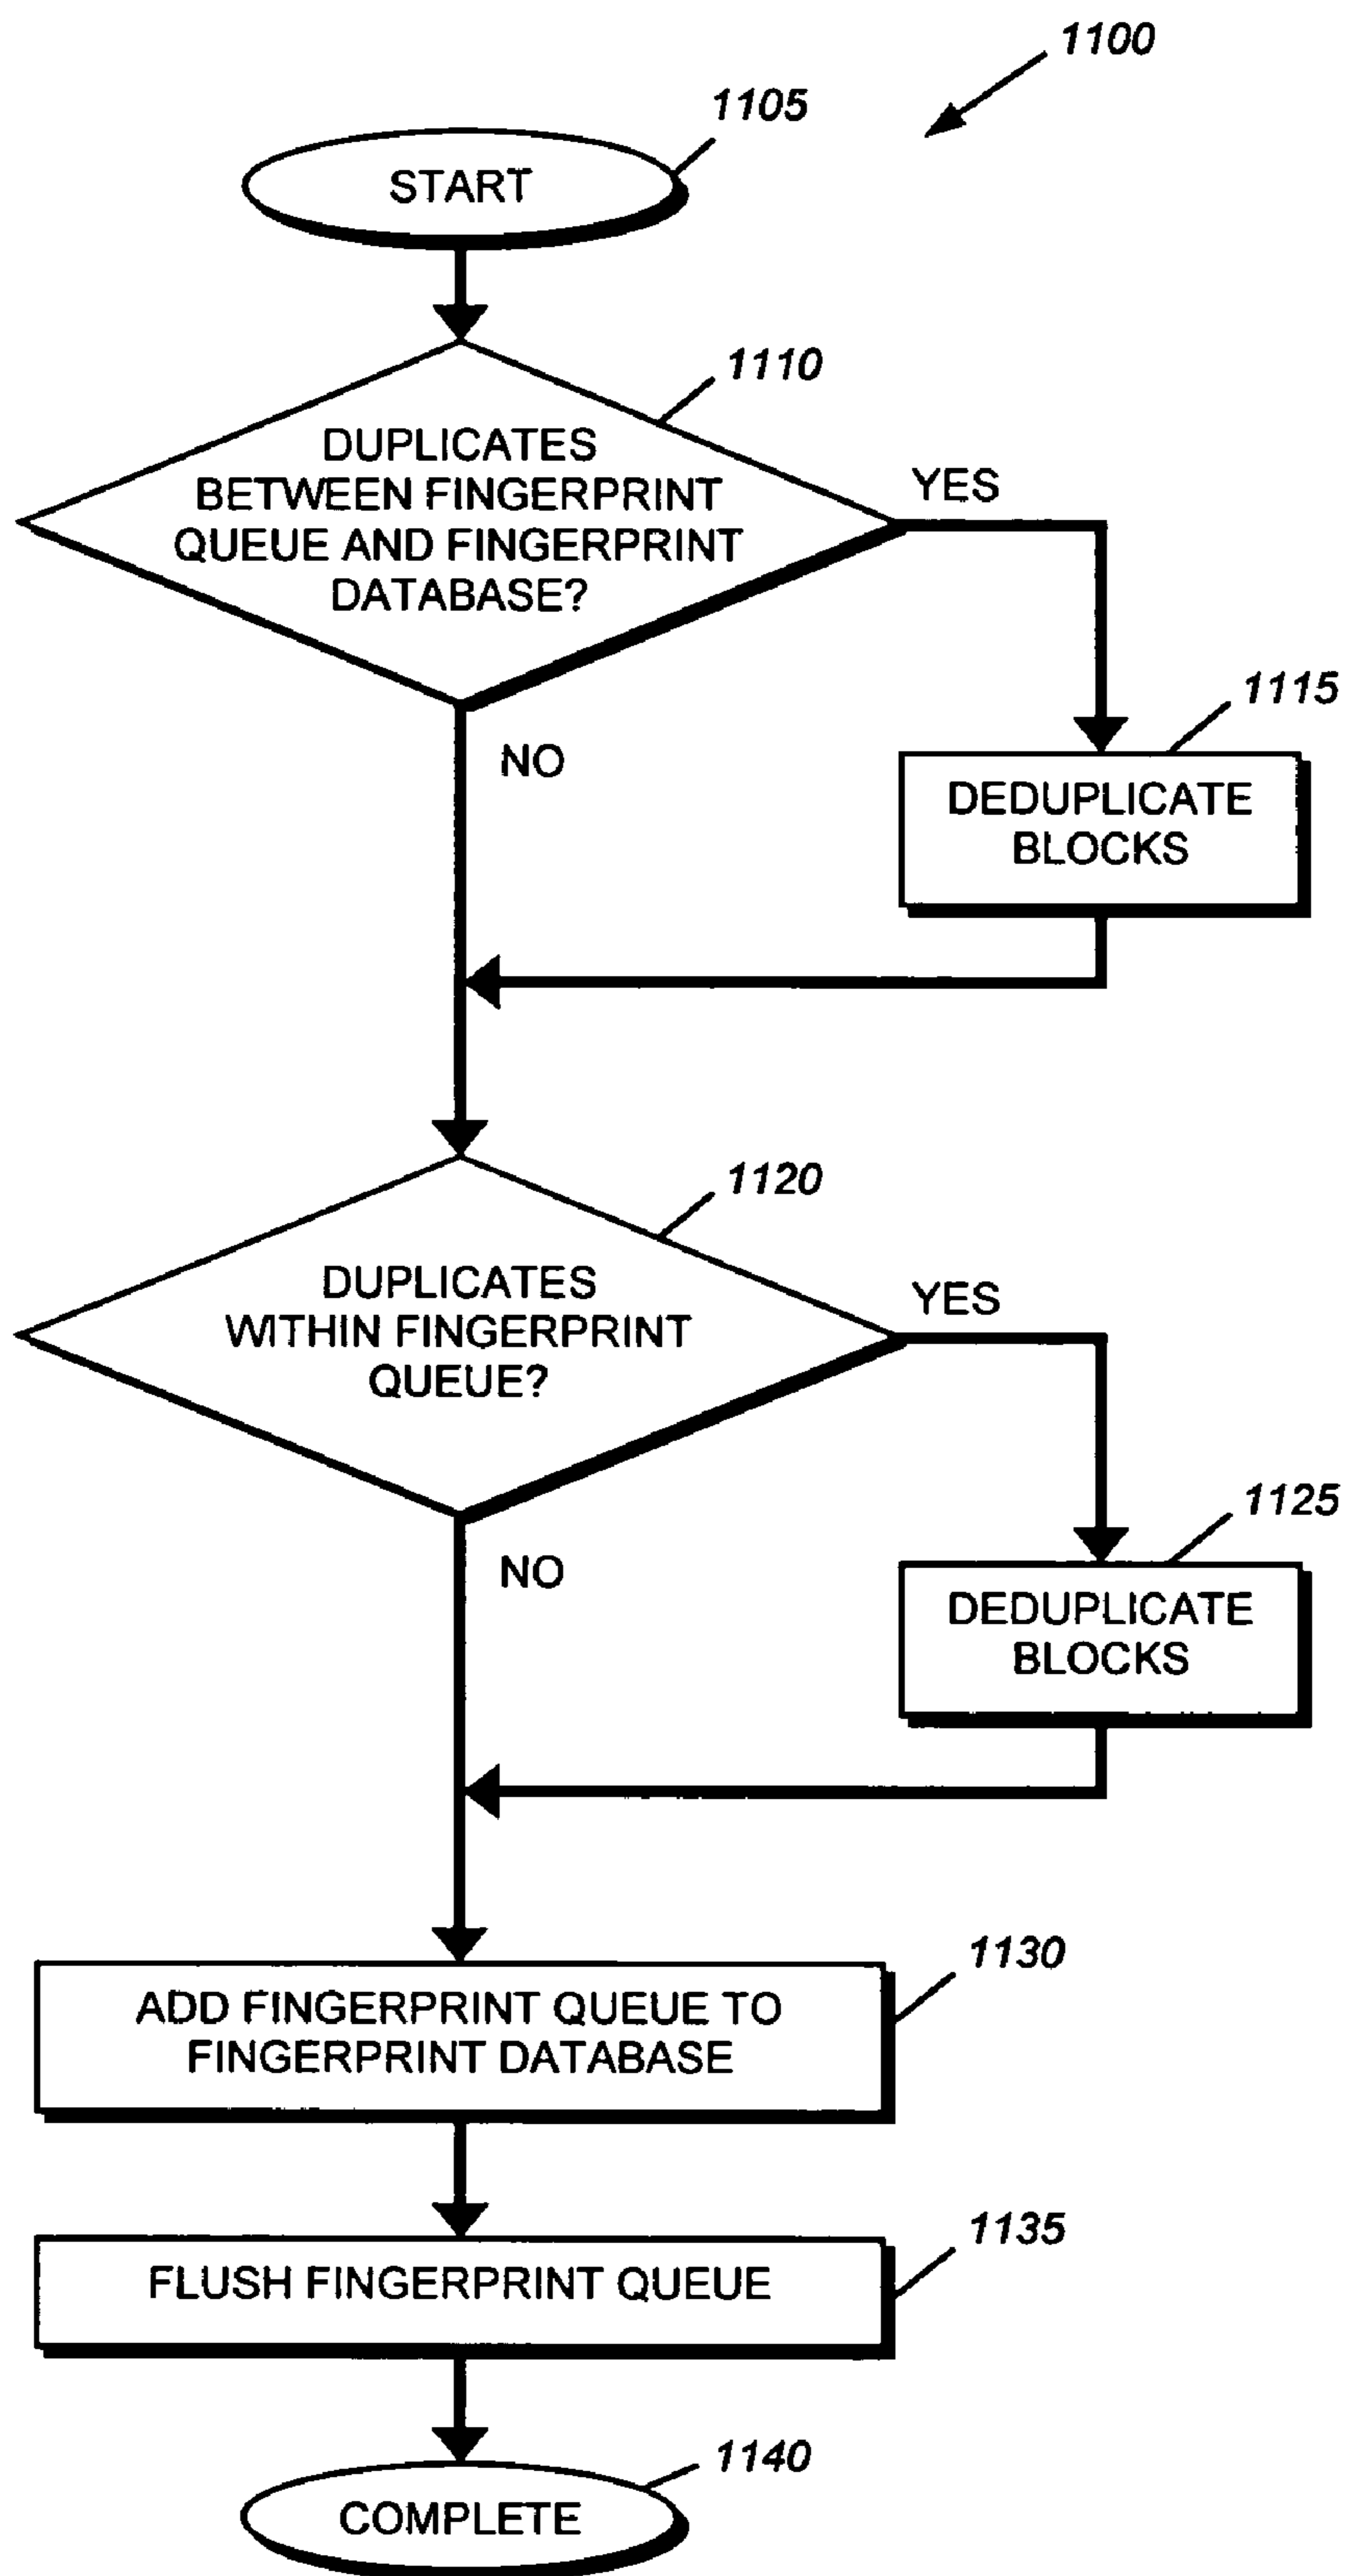 1100
1105
START
1110
DUPLICATES
BETWEEN FINGERPRINT
QUEUE AND FINGERPRINT
DATABASE?
YES
NO
1115
DEDUPLICATE
BLOCKS
1120
DUPLICATES
WITHIN FINGERPRINT
QUEUE?
YES
NO
1125
DEDUPLICATE
BLOCKS
1130
ADD FINGERPRINT QUEUE TO
FINGERPRINT DATABASE
1135
FLUSH FINGERPRINT QUEUE
1140
COMPLETE